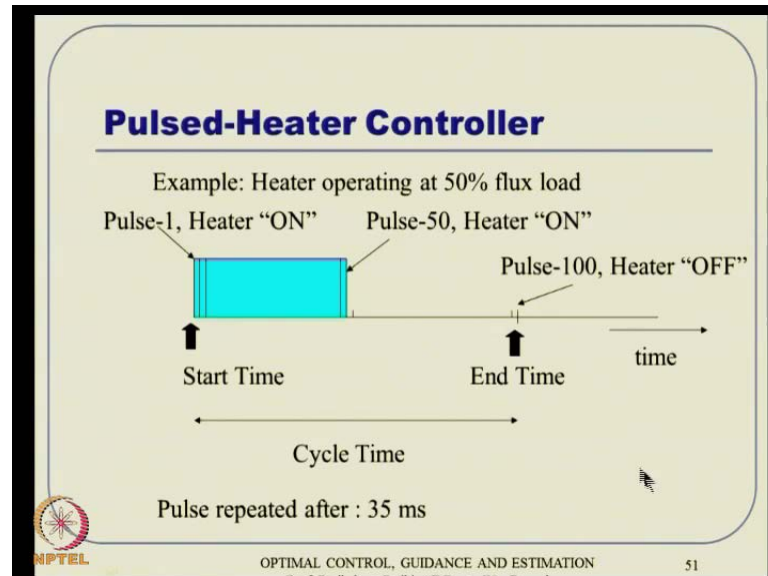 Pulsed-Heater Controller
Example: Heater operating at 50% flux load
Pulse-1, Heater “ON” Pulse-50, Heater “ON”
Pulse-100, Heater “OFF”
time
Start Time End Time
Cycle Time
Pulse repeated after : 35 ms
NPTEL
OPTIMAL CONTROL, GUIDANCE AND ESTIMATION 51